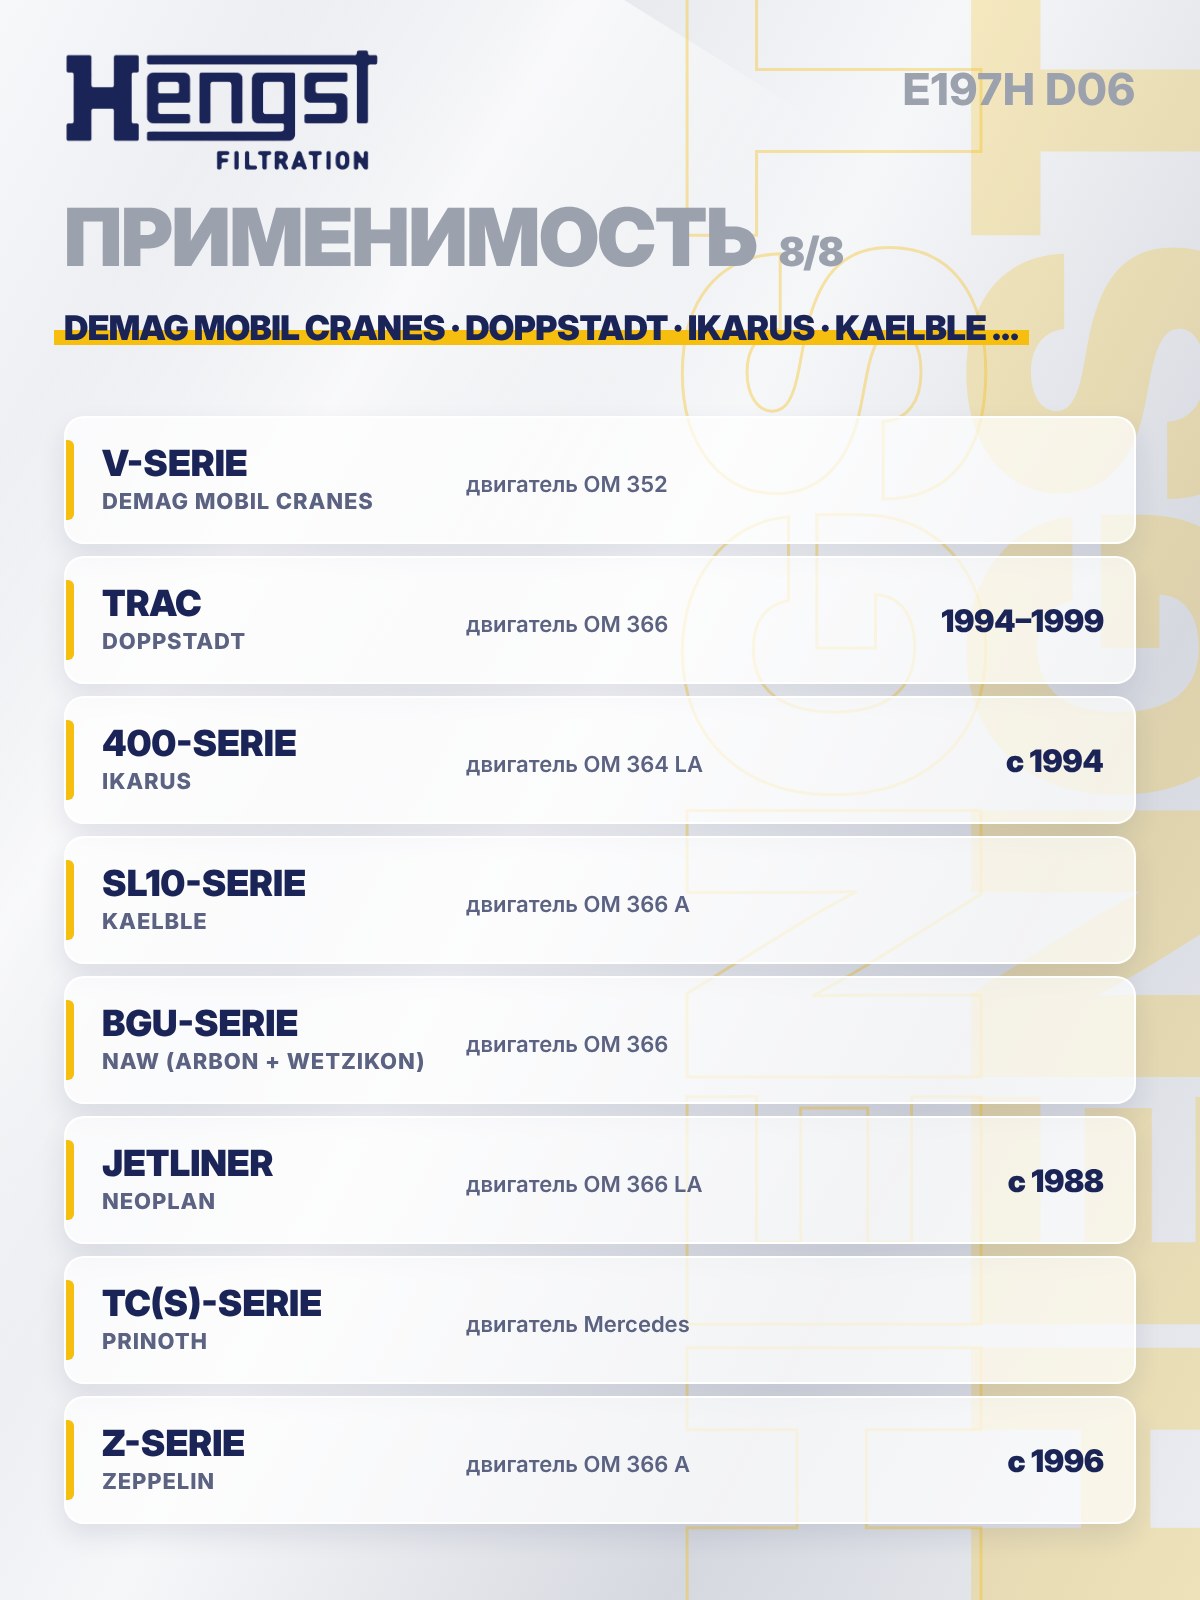 Hengst
FILTRATION
E197H D06
ПРИМЕНИМОСТЬ 8/8
DEMAG MOBIL CRANES · DOPPSTADT · IKARUS · KAELBLE ...
V-SERIE
DEMAG MOBIL CRANES
двигатель OM 352
TRAC
DOPPSTADT
двигатель OM 366
1994–1999
400-SERIE
IKARUS
двигатель OM 364 LA
с 1994
SL10-SERIE
KAELBLE
двигатель OM 366 A
BGU-SERIE
NAW (ARBON + WETZIKON)
двигатель OM 366
JETLINER
NEOPLAN
двигатель OM 366 LA
с 1988
TC(S)-SERIE
PRINOTH
двигатель Mercedes
Z-SERIE
ZEPPELIN
двигатель OM 366 A
с 1996
HENGST
HENGST